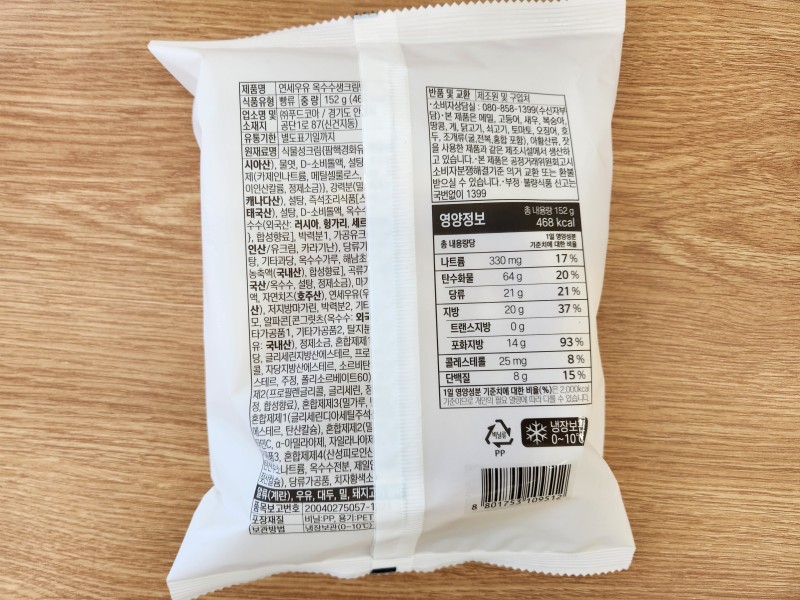 제품명 연세우유 옥수수생크림
식품유형 빵류 중 량 152 g (46
업소명 및 ㈜푸드코아 / 경기도 안
소재지 공단1로 87(신건지동)
유통기한 별도표기일까지
원재료명 식물성크림{팜핵경화유
시아산), 물엿, D-소비톨액, 설탕
제(카제인나트륨, 메틸셀룰로스,
이인산칼륨, 정제소금)}, 강력분(밀
캐나다산), 설탕, 즉석조리식품[스
태국산), 설탕, D-소비톨액, 옥수
수수(외국산: 러시아, 헝가리, 세르
), 합성향료], 박력분1, 가공유크
인산/유크림, 카라기난), 당류가
탕, 기타과당, 옥수수가루, 해남초
농축액(국내산), 합성향료], 곡류가
국산/옥수수, 설탕, 정제소금), 마가
액, 자연치즈(호주산), 연세우유(우
산), 저지방마가린, 박력분2, 기타
모, 알파콘[콘그릿츠(옥수수: 외국
타가공품1, 기타가공품2, 탈지분
유: 국내산), 정제소금, 혼합제제1
당, 글리세린지방산에스테르, 프로
콜, 자당지방산에스테르, 소르비탄
스테르, 주정, 폴리소르베이트60)
제2(프로필렌글리콜, 글리세린, 정
정, 합성향료), 혼합제제3(밀가루,
혼합제제1(글리세린디아세틸주석
에스테르, 탄산칼슘), 혼합제제2(밀
민C, α-아밀라아제, 자일라나아제
품3, 혼합제제4(산성피로인산
나트륨, 옥수수전분, 제일인
산칼슘), 당류가공품, 치자황색소
알류(계란), 우유, 대두, 밀, 돼지고
품목보고번호 20040275057-1
포장재질 비닐:PP, 용기:PET
보관방법 냉장보관(0~10℃
반품 및 교환 제조원 및 구입처
·소비자상담실 : 080-858-1399(수신자부
담)·본 제품은 메밀, 고등어, 새우, 복숭아,
땅콩, 게, 닭고기, 쇠고기, 토마토, 오징어, 호
두, 조개류(굴,전복,홍합 포함), 아황산류, 잣
을 사용한 제품과 같은 제조시설에서 생산하
고 있습니다.·본 제품은 공정거래위원회고시
소비자분쟁해결기준 의거 교환 또는 환불
받으실 수 있습니다.·부정·불량식품 신고는
국번없이 1399
영양정보 총 내용량 152 g
468 kcal
총 내용량당 1일 영양성분
기준치에 대한 비율
나트륨 330 mg 17 %
탄수화물 64 g 20 %
당류 21 g 21 %
지방 20 g 37 %
트랜스지방 0 g
포화지방 14 g 93 %
콜레스테롤 25 mg 8 %
단백질 8 g 15 %
1일 영양성분 기준치에 대한 비율(%)은 2,000kcal
기준이므로 개인의 필요 열량에 따라 다를 수 있습니다.
비닐류
PP
냉장보관
0~10℃
8 801753 109512